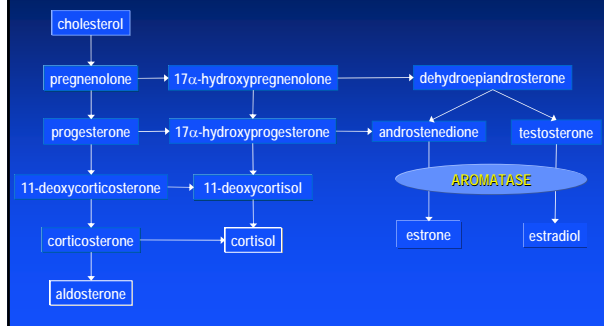 cholesterol
pregnenolone 17α-hydroxypregnenolone dehydroepiandrosterone
progesterone 17α-hydroxyprogesterone androstenedione testosterone
11-deoxycorticosterone 11-deoxycortisol AROMATASE
corticosterone cortisol estrone estradiol
aldosterone